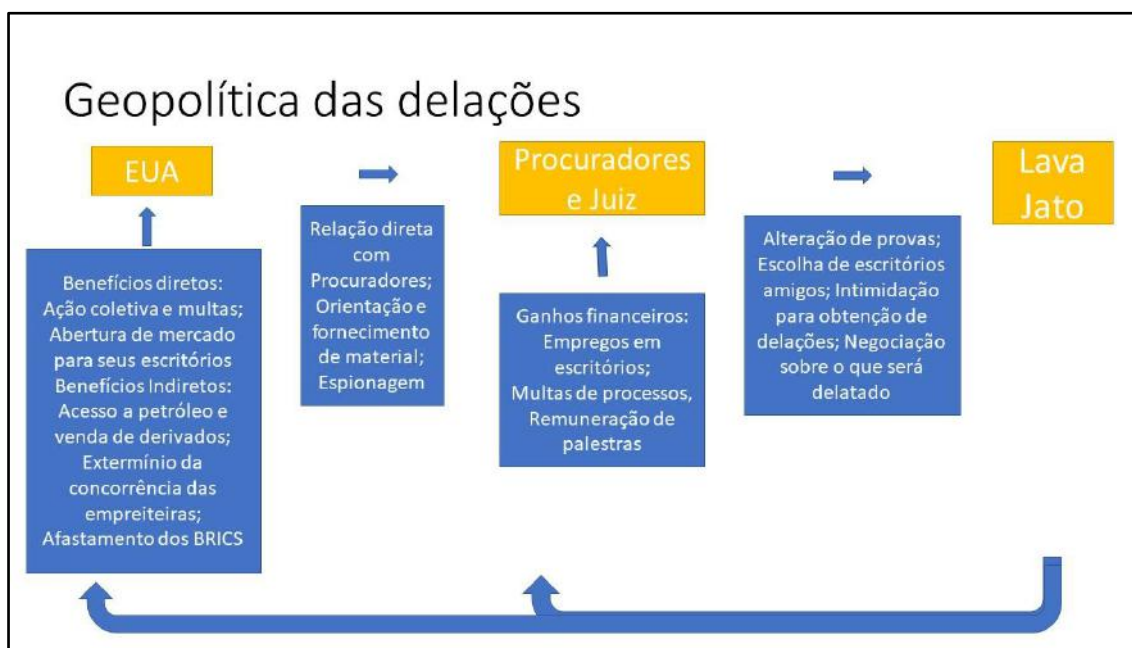 Geopolítica das delações
EUA
Procuradores
e Juiz
Lava
Jato
Benefícios diretos:
Ação coletiva e multas;
Abertura de mercado
para seus escritórios
Benefícios Indiretos:
Acesso a petróleo e
venda de derivados;
Extermínio da
concorrência das
empreiteiras;
Afastamento dos BRICS
Relação direta
com
Procuradores;
Orientação e
fornecimento
de material;
Espionagem
Ganhos financeiros:
Empregos em
escritórios;
Multas de processos,
Remuneração de
palestras
Alteração de provas;
Escolha de escritórios
amigos; Intimidação
para obtenção de
delações; Negociação
sobre o que será
delatado